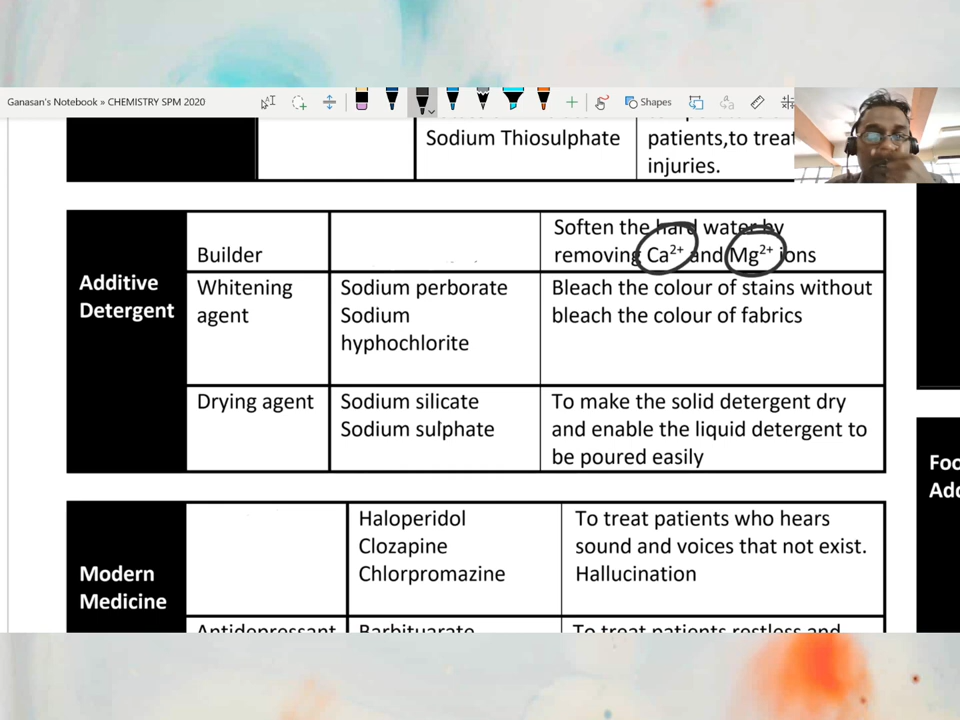 Ganasan's Notebook » CHEMISTRY SPM 2020
Shapes
Sodium Thiosulphate
patients,to treat
injuries.
Additive
Detergent
Builder
Soften the hard water by
removing Ca²⁺ and Mg²⁺ ions
Whitening
agent
Sodium perborate
Sodium
hyphochlorite
Bleach the colour of stains without
bleach the colour of fabrics
Drying agent
Sodium silicate
Sodium sulphate
To make the solid detergent dry
and enable the liquid detergent to
be poured easily
Modern
Medicine
Haloperidol
Clozapine
Chlorpromazine
To treat patients who hears
sound and voices that not exist.
Hallucination
Antidepressant
Barbituarate
To treat patients restless and
Foo
Add